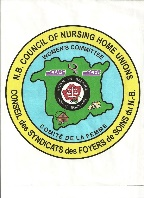 N.B. COUNCIL OF NURSING HOME UNIONS
WOMEN'S COMMITTEE
COMITÉ DE LA FEMME
CONSEIL des SYNDICATS des FOYERS de SOINS du N.-B.